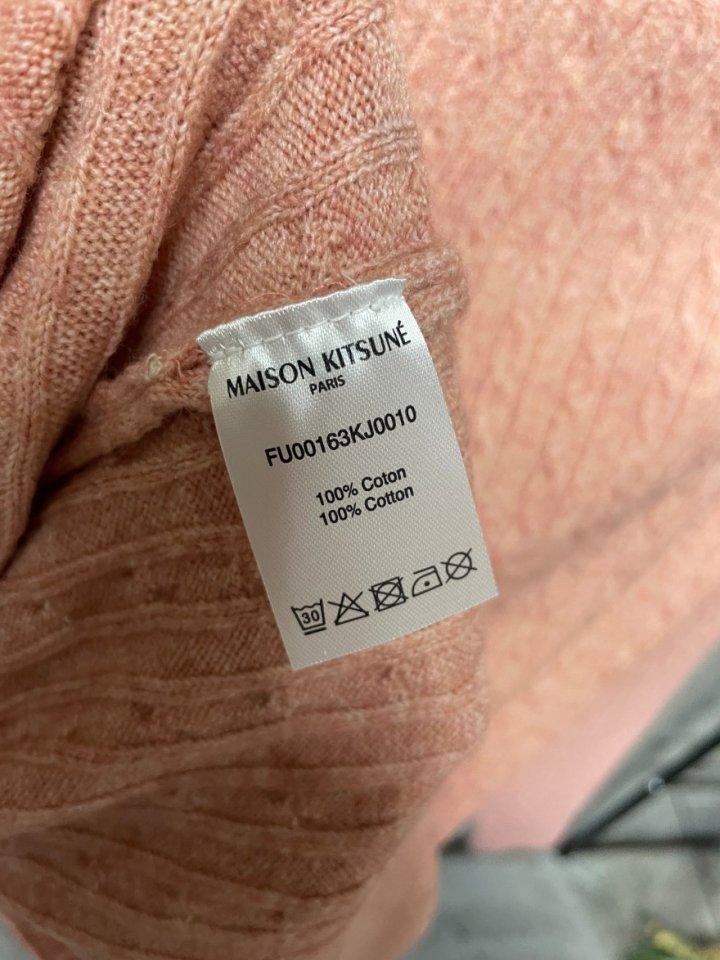 MAISON KITSUNÉ
PARIS
FU00163KJ0010
100% Coton
100% Cotton
30